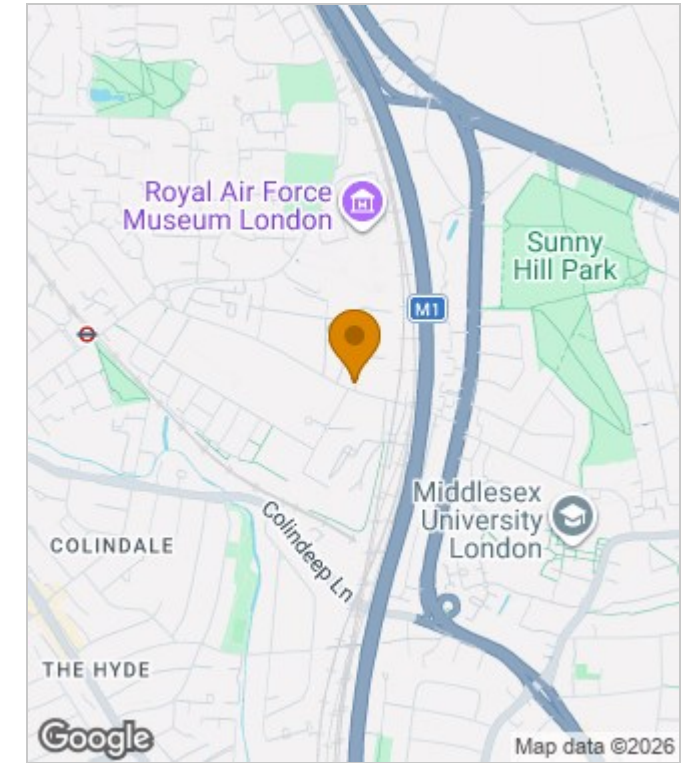 Royal Air Force
Museum London
Sunny
Hill Park
M1
Middlesex
University
London
Colindeep Ln
COLINDALE
THE HYDE
Google
Map data ©2026